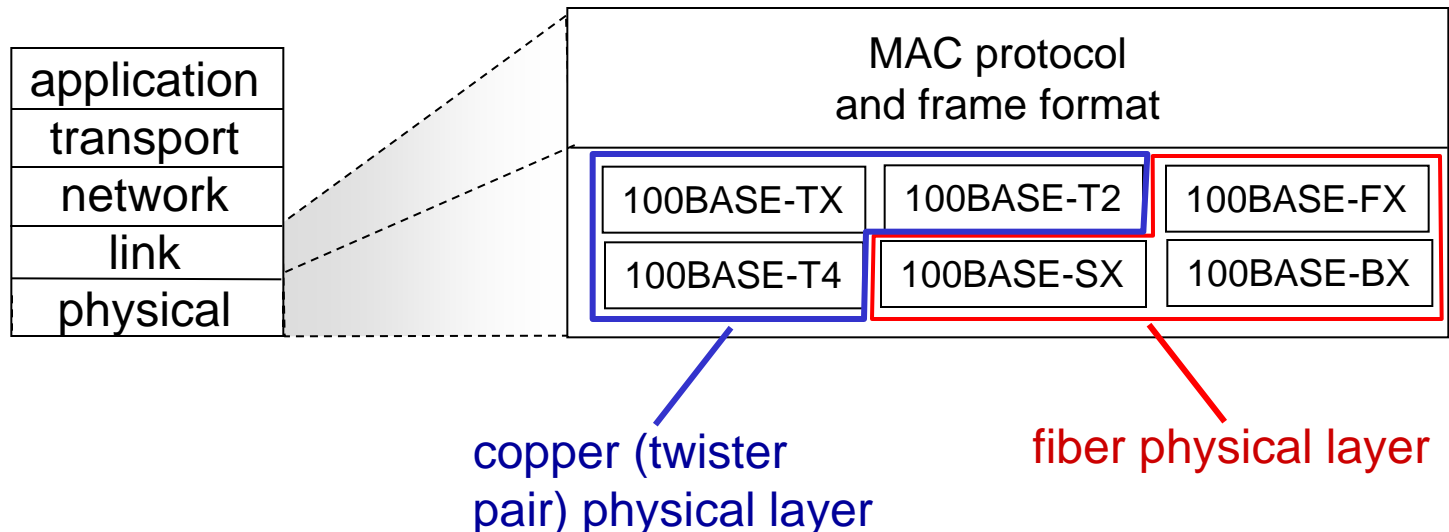 application
transport
network
link
physical
MAC protocol
and frame format
100BASE-TX
100BASE-T2
100BASE-FX
100BASE-T4
100BASE-SX
100BASE-BX
copper (twister
pair) physical layer
fiber physical layer